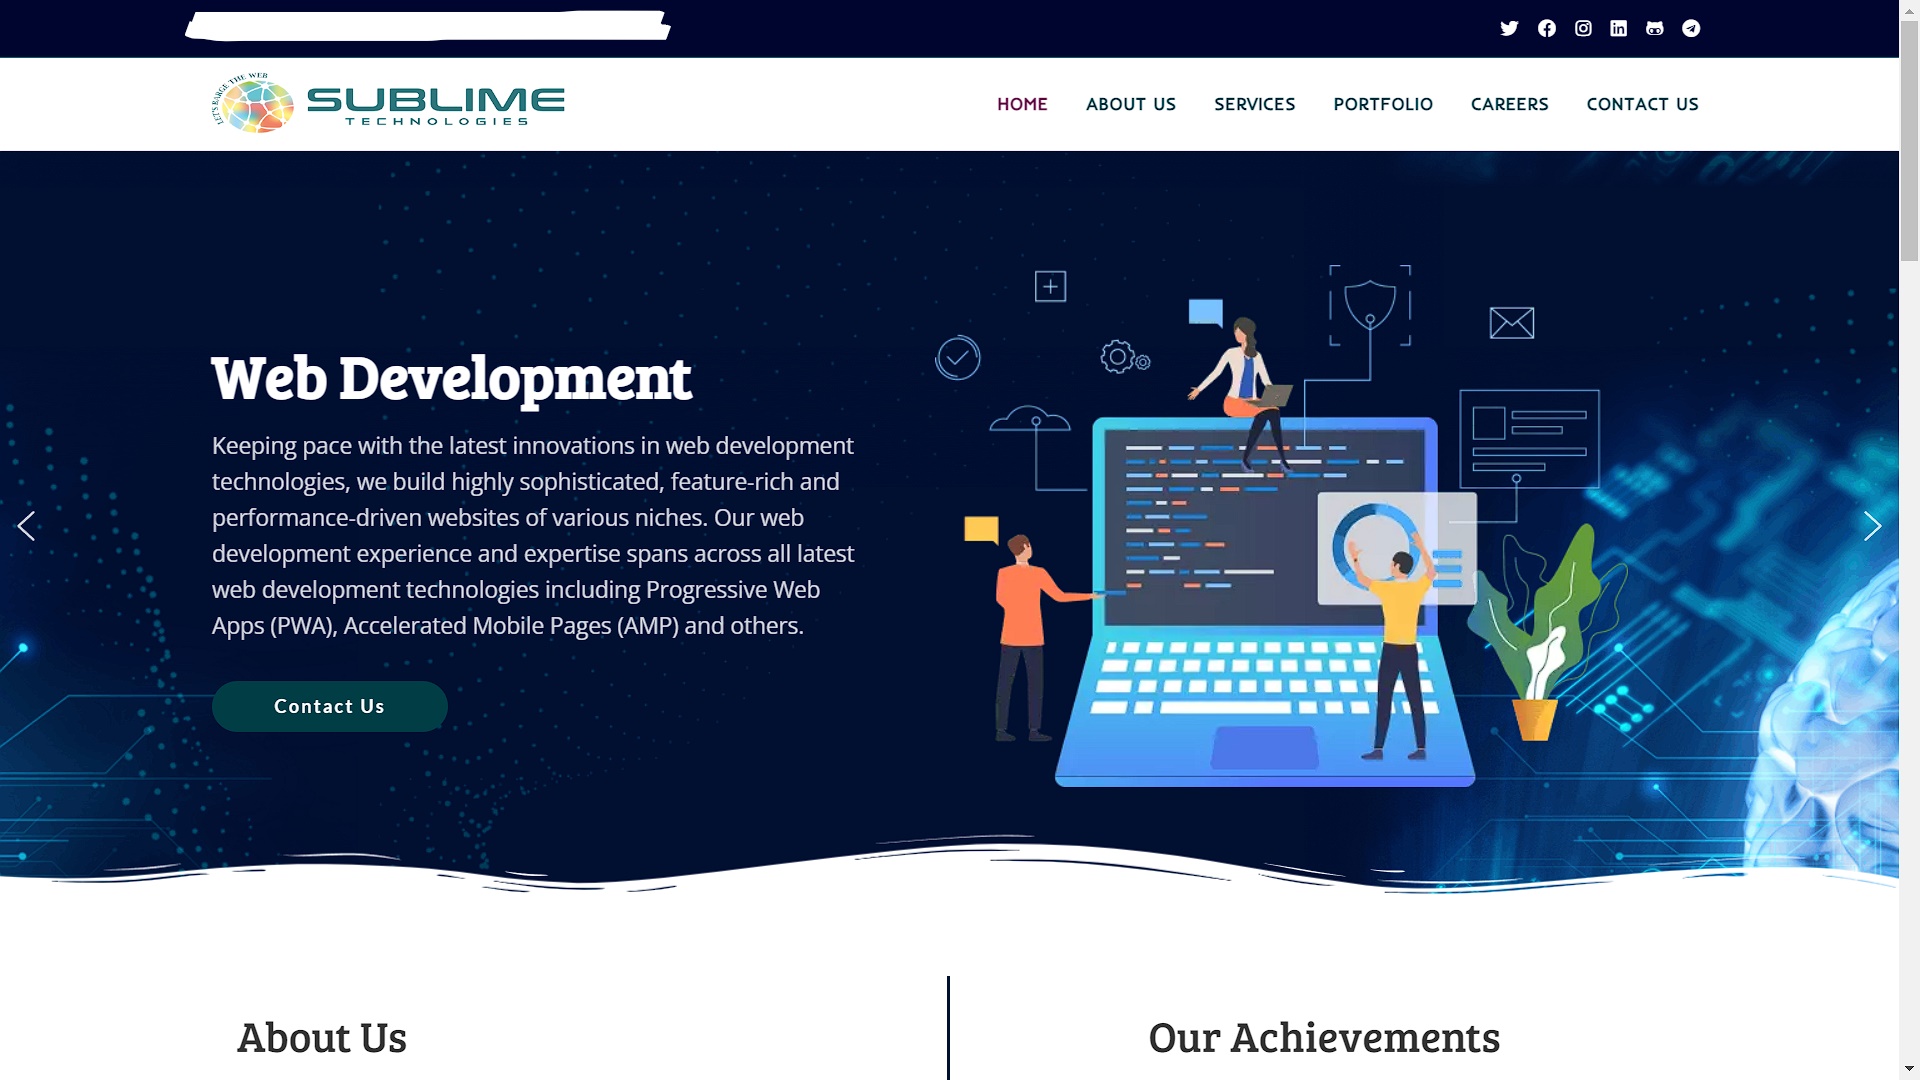 LET'S BARGE THE WEB
SUBLIME
TECHNOLOGIES
HOME
ABOUT US
SERVICES
PORTFOLIO
CAREERS
CONTACT US
Web Development
Keeping pace with the latest innovations in web development
technologies, we build highly sophisticated, feature-rich and
performance-driven websites of various niches. Our web
development experience and expertise spans across all latest
web development technologies including Progressive Web
Apps (PWA), Accelerated Mobile Pages (AMP) and others.
Contact Us
About Us
Our Achievements